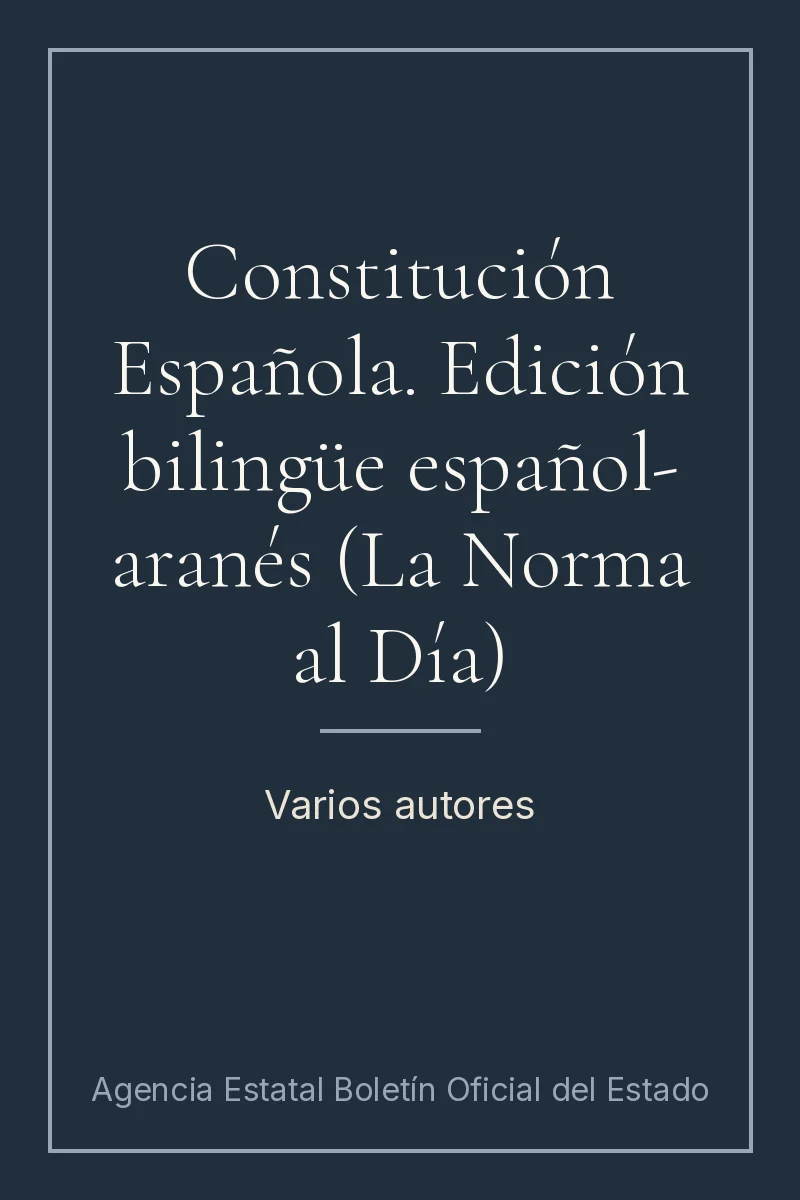 Constitución
Española. Edición
bilingüe español-
aranés (La Norma
al Día)
Varios autores
Agencia Estatal Boletín Oficial del Estado